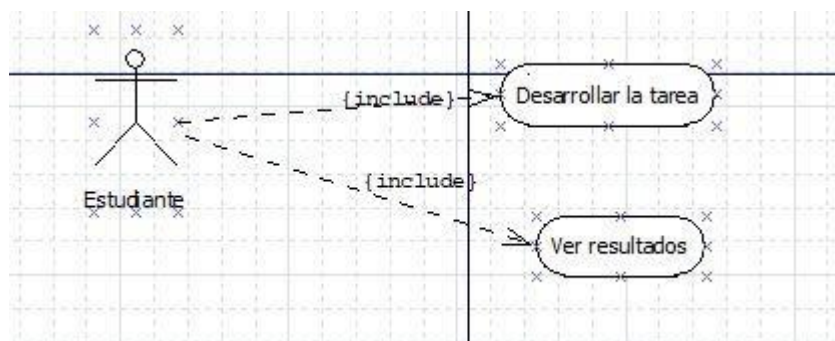 {include}
Desarrollar la tarea
{include}
Estudiante
Ver resultados